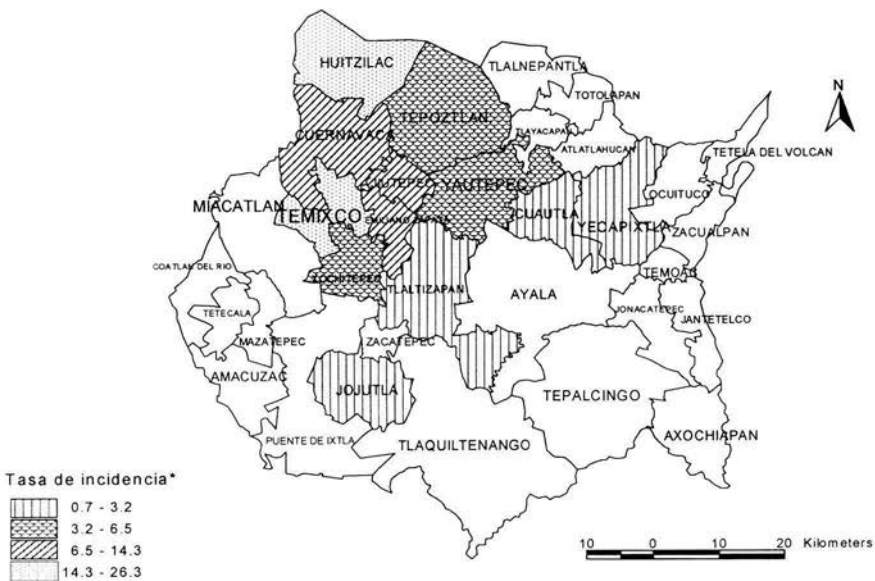 HUITZILAC
TLALNEPANTLA
N
TOTOLAPAN
TEPOZTLAN
TLAYACAPAN
CUERNAVACA
ATLATLAHUCAN
TETELA DEL VOLCAN
JIUTEPEC
YAUTEPEC
OCUITUCO
MIACATLAN
TEMIXCO
EMILIANO ZAPATA
CUAUTLA
YECAPIXTLA
ZACUALPAN
COATLAN DEL RIO
XOCHITEPEC
TEMOAC
TLALTIZAPAN
AYALA
TETECALA
JONACATEPEC
JANTETELCO
MAZATEPEC
ZACATEPEC
AMACUZAC
JOJUTLA
TEPALCINGO
PUENTE DE IXTLA
TLAQUILTENANGO
AXOCHIAPAN
Tasa de incidencia*
0.7 - 3.2
3.2 - 6.5
6.5 - 14.3
14.3 - 26.3
10 0 10 20 Kilometers